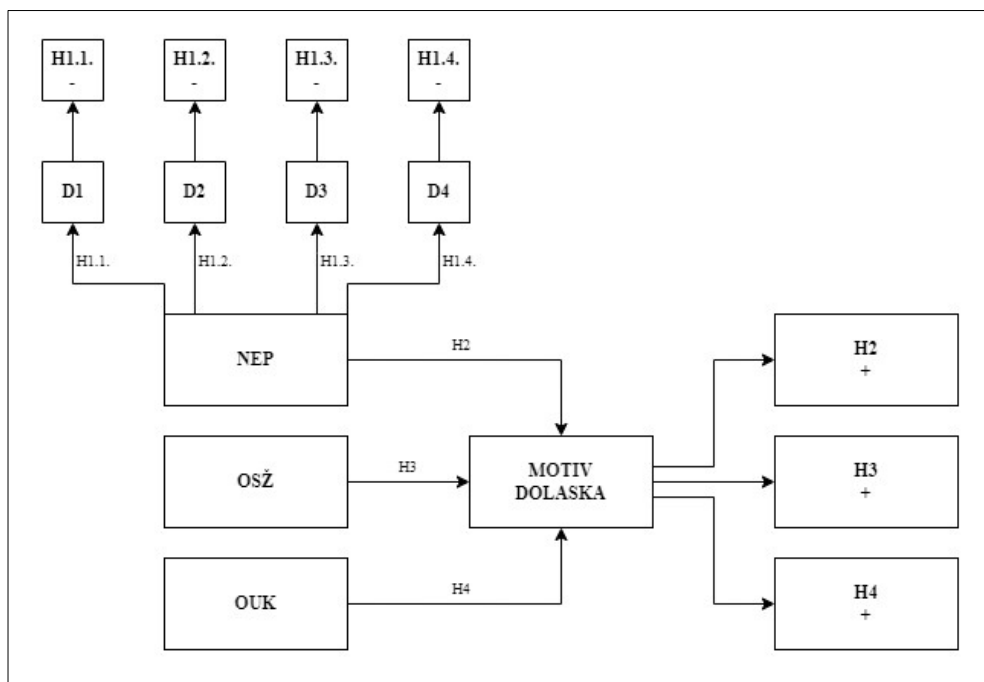 H1.1.
-
H1.2.
-
H1.3.
-
H1.4.
-
D1
D2
D3
D4
H1.1.
H1.2.
H1.3.
H1.4.
NEP
H2
H2
+
OSŽ
H3
MOTIV
DOLASKA
H3
+
OUK
H4
H4
+